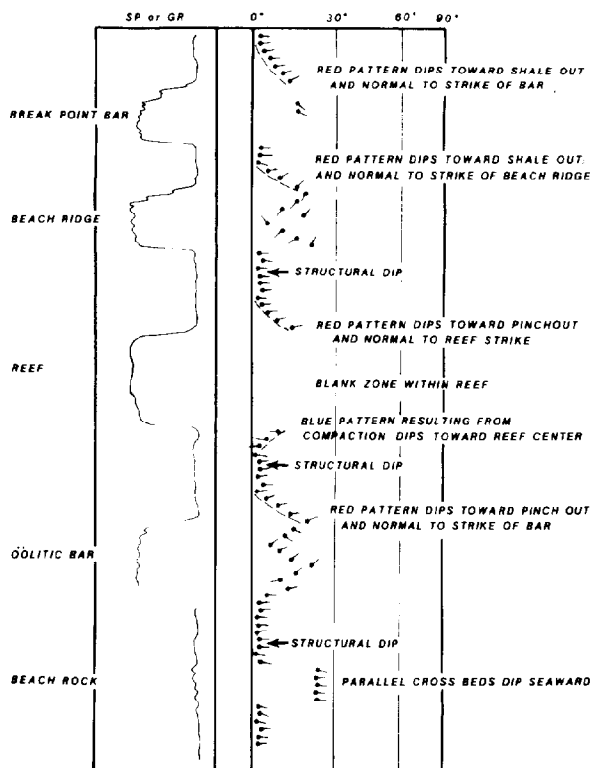 SP or GR
0° 30° 60° 90°
RED PATTERN DIPS TOWARD SHALE OUT
AND NORMAL TO STRIKE OF BAR
BREAK POINT BAR
RED PATTERN DIPS TOWARD SHALE OUT
AND NORMAL TO STRIKE OF BEACH RIDGE
BEACH RIDGE
STRUCTURAL DIP
RED PATTERN DIPS TOWARD PINCHOUT
AND NORMAL TO REEF STRIKE
REEF
BLANK ZONE WITHIN REEF
BLUE PATTERN RESULTING FROM
COMPACTION DIPS TOWARD REEF CENTER
STRUCTURAL DIP
RED PATTERN DIPS TOWARD PINCH OUT
AND NORMAL TO STRIKE OF BAR
OOLITIC BAR
STRUCTURAL DIP
BEACH ROCK
PARALLEL CROSS BEDS DIP SEAWARD